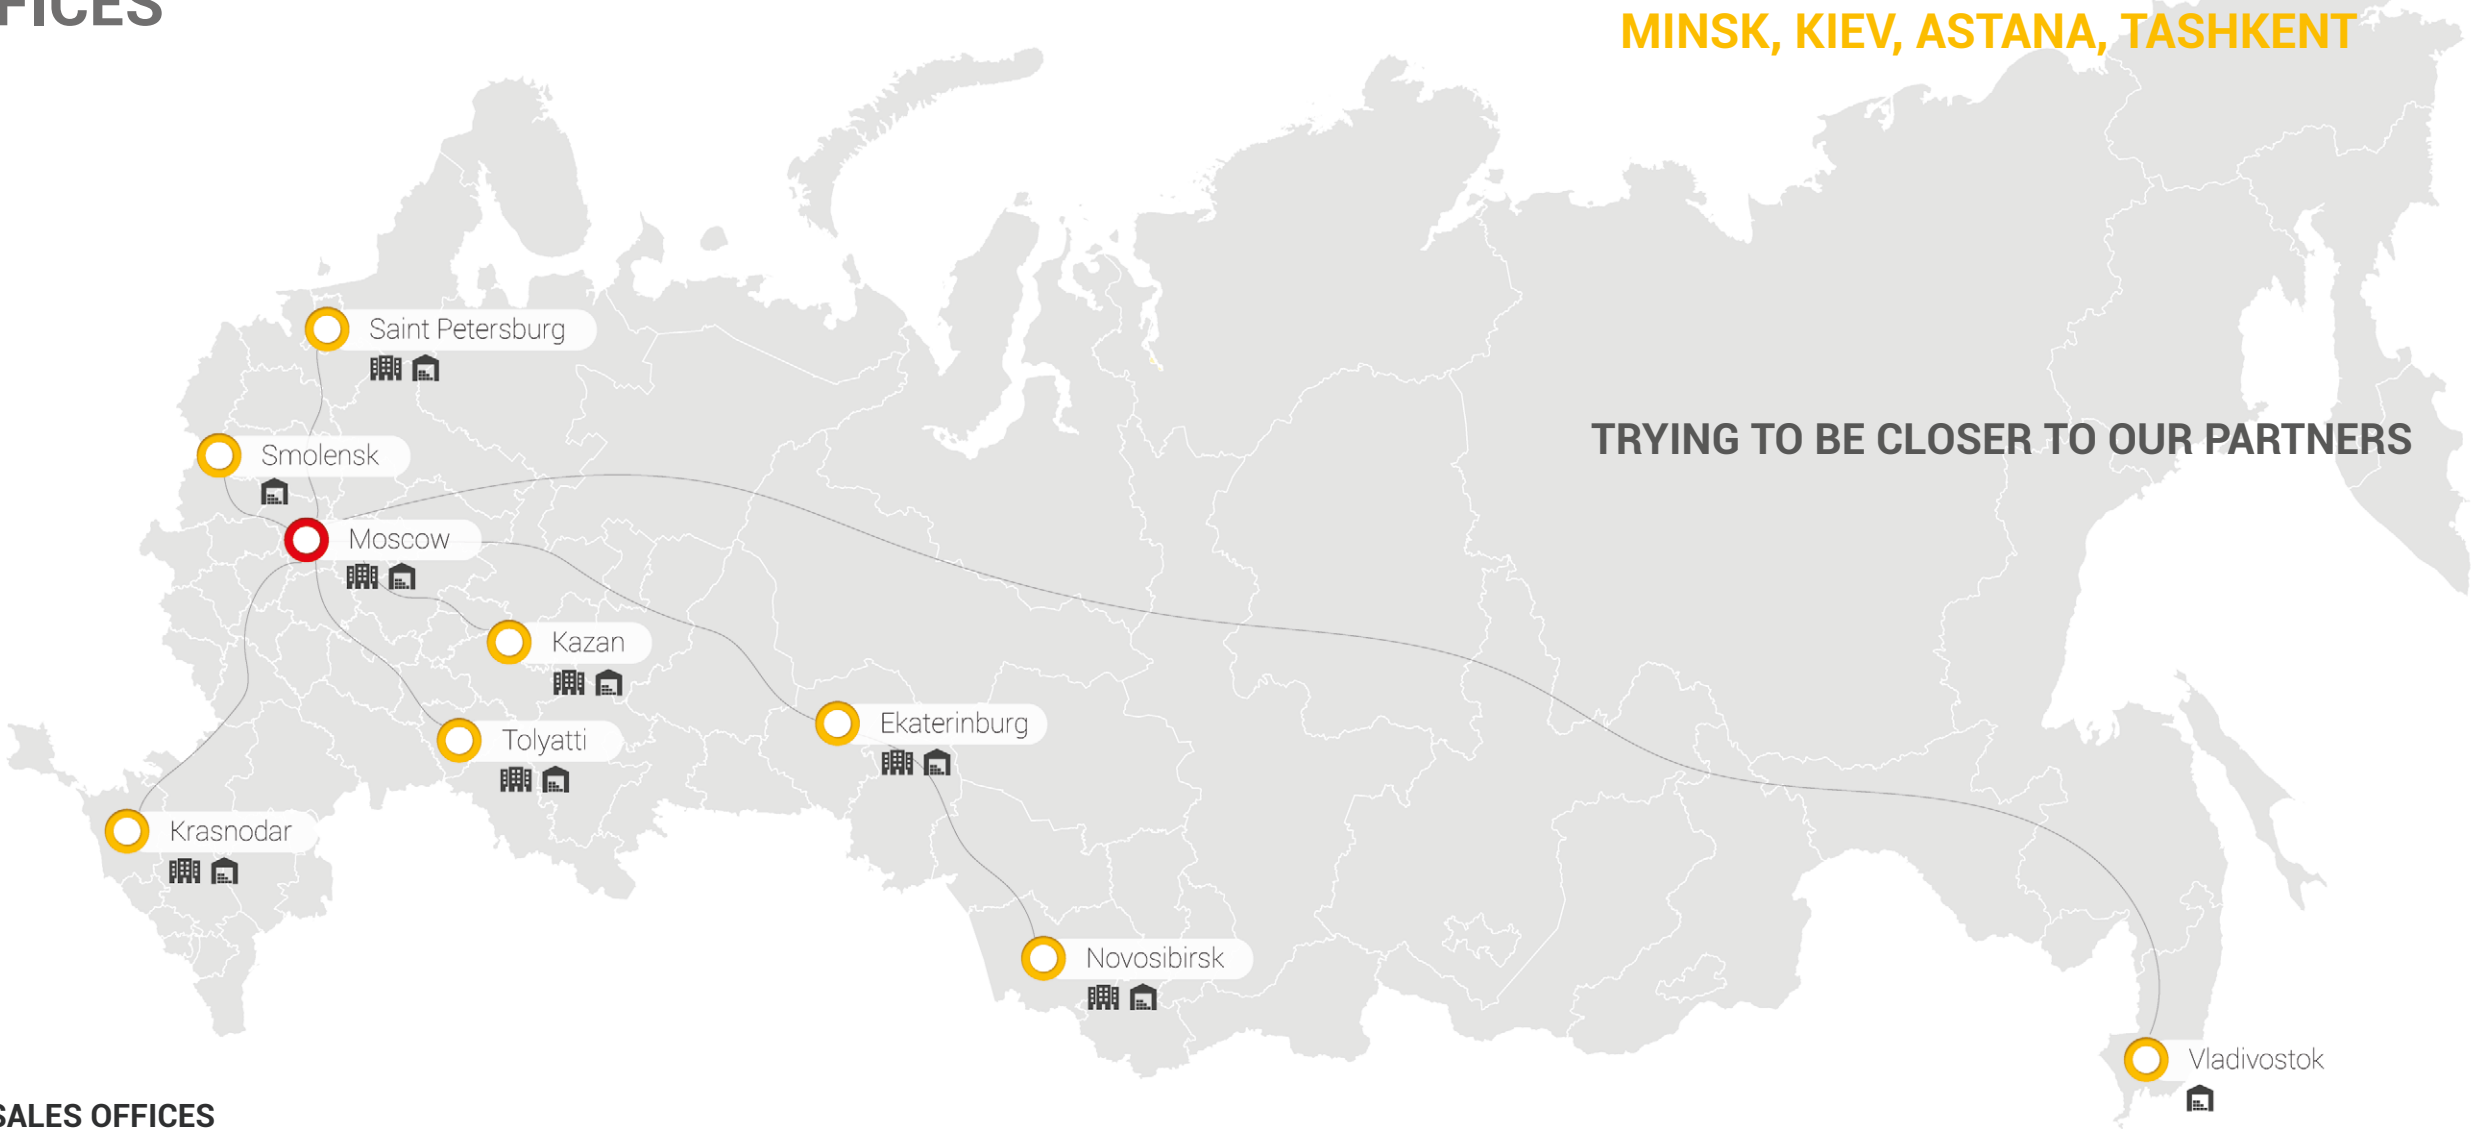 FFICES
MINSK, KIEV, ASTANA, TASHKENT
Saint Petersburg
TRYING TO BE CLOSER TO OUR PARTNERS
Smolensk
Moscow
Kazan
Ekaterinburg
Tolyatti
Krasnodar
Novosibirsk
Vladivostok
SALES OFFICES